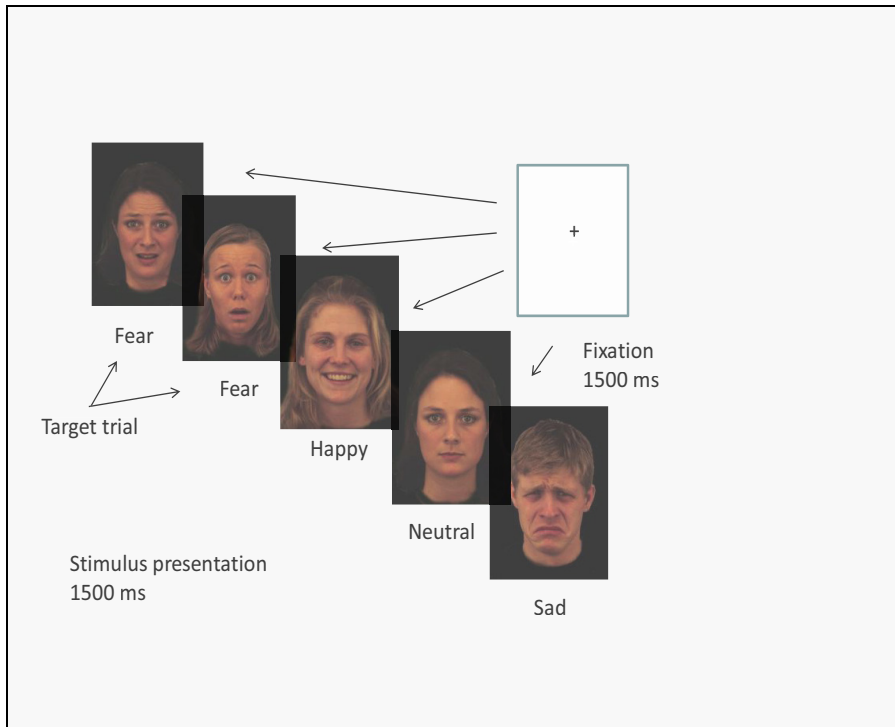 +
Fear
Fear
Target trial
Happy
Fixation
1500 ms
Neutral
Sad
Stimulus presentation
1500 ms